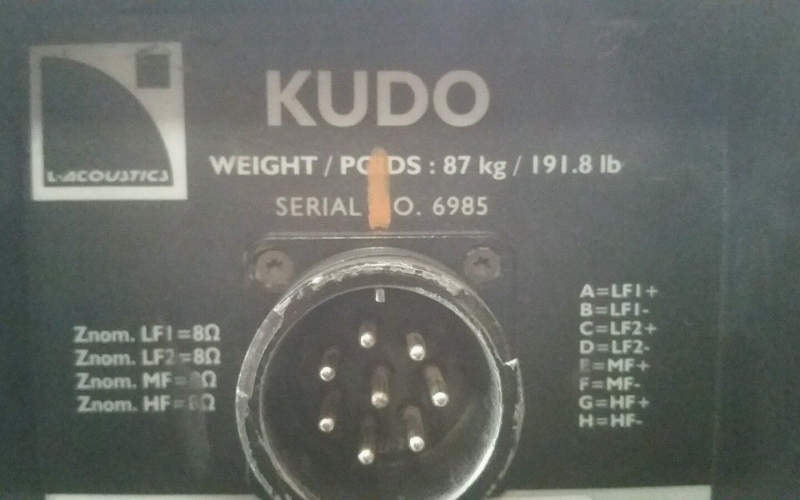 L-ACOUSTICS
KUDO
WEIGHT / POIDS : 87 kg / 191.8 lb
SERIAL NO. 6985
Znom. LF1=8Ω
Znom. LF2=8Ω
Znom. MF=8Ω
Znom. HF=8Ω
A=LF1+
B=LF1-
C=LF2+
D=LF2-
E=MF+
F=MF-
G=HF+
H=HF-